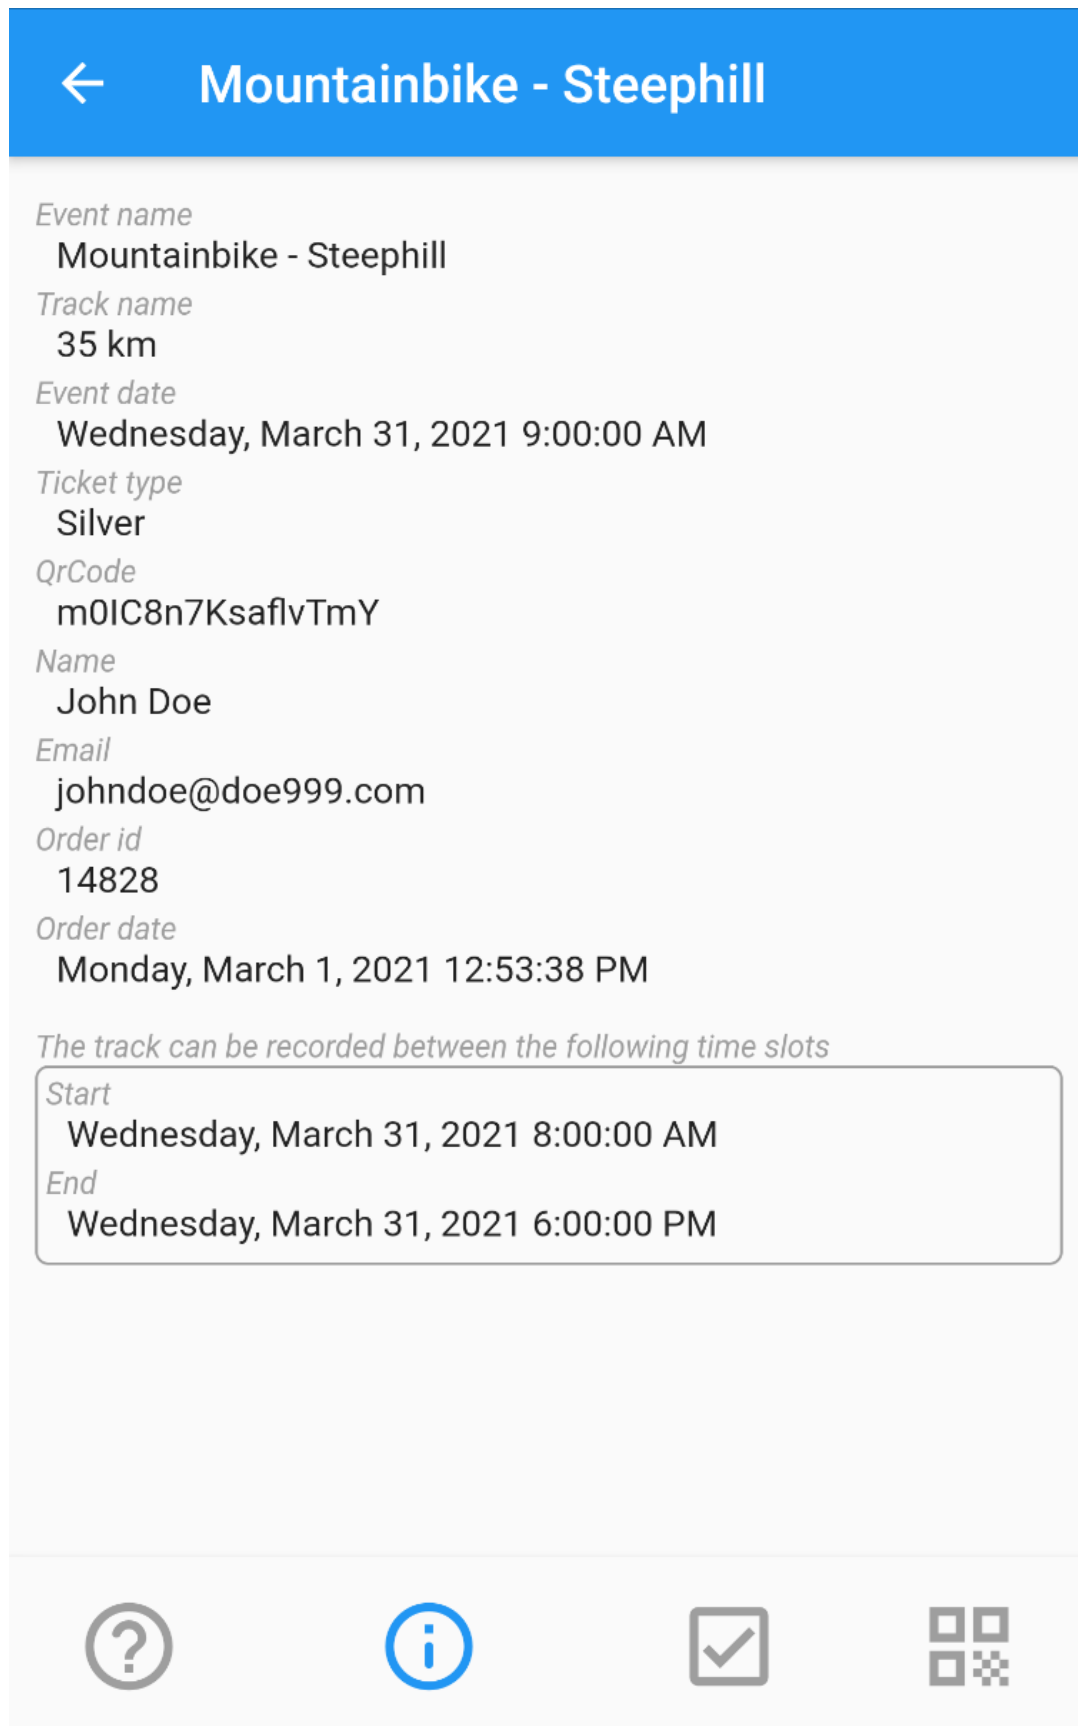 Mountainbike - Steephill
Event name
Mountainbike - Steephill
Track name
35 km
Event date
Wednesday, March 31, 2021 9:00:00 AM
Ticket type
Silver
QrCode
m0IC8n7KsaflvTmY
Name
John Doe
Email
johndoe@doe999.com
Order id
14828
Order date
Monday, March 1, 2021 12:53:38 PM
The track can be recorded between the following time slots
Start
Wednesday, March 31, 2021 8:00:00 AM
End
Wednesday, March 31, 2021 6:00:00 PM